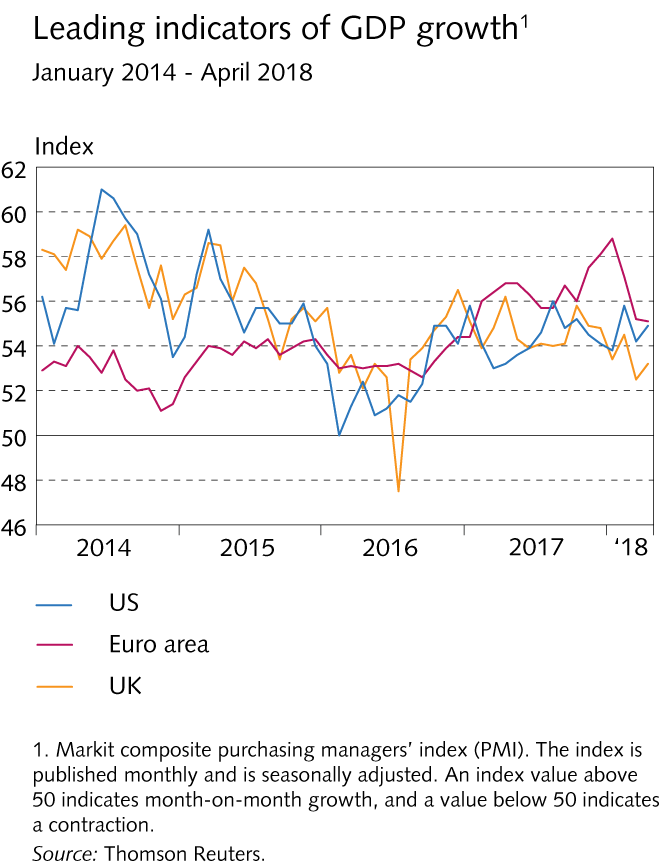 Leading indicators of GDP growth¹
January 2014 - April 2018
Index
62
60
58
56
54
52
50
48
46
2014 2015 2016 2017 ‘18
US
Euro area
UK
1. Markit composite purchasing managers’ index (PMI). The index is
published monthly and is seasonally adjusted. An index value above
50 indicates month-on-month growth, and a value below 50 indicates
a contraction.
Source: Thomson Reuters.